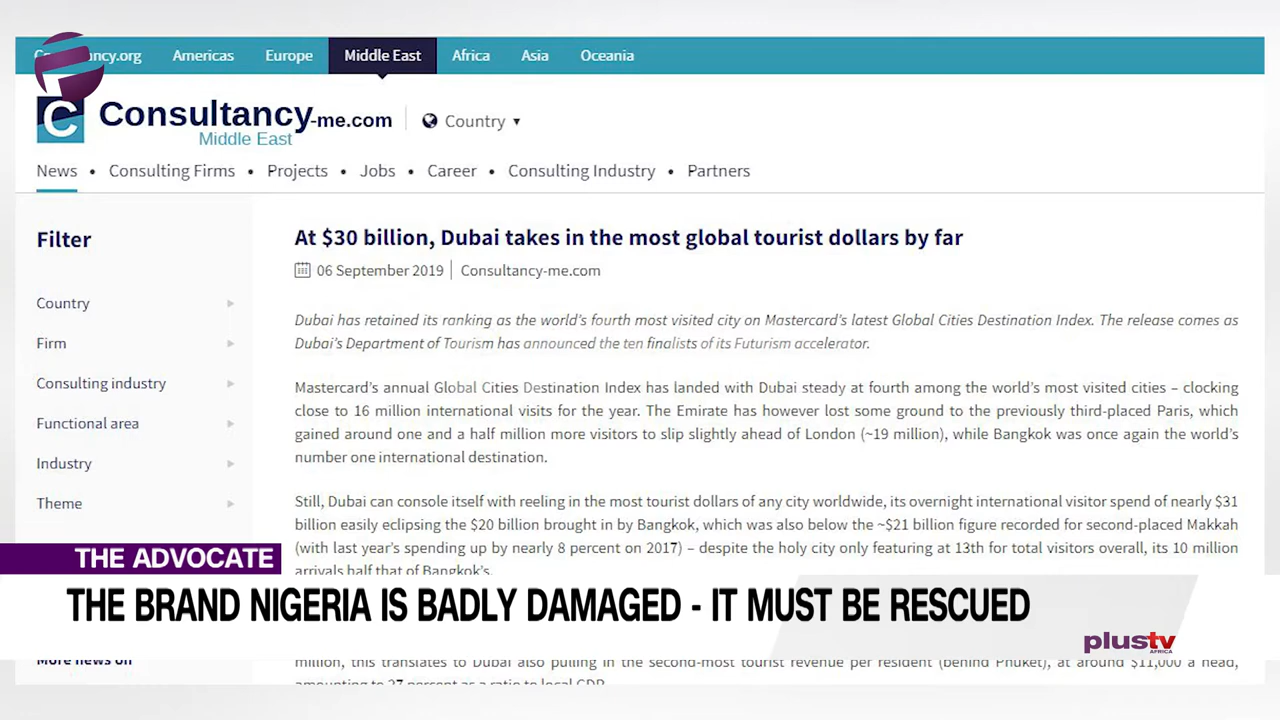 Americas Europe Middle East Africa Asia Oceania
C Consultancy-me.com Country
Middle East
News • Consulting Firms • Projects • Jobs • Career • Consulting Industry • Partners
Filter
Country
Firm
Consulting industry
Functional area
Industry
Theme
At $30 billion, Dubai takes in the most global tourist dollars by far
06 September 2019 | Consultancy-me.com
Dubai has retained its ranking as the world's fourth most visited city on Mastercard's latest Global Cities Destination Index. The release comes as
Dubai's Department of Tourism has announced the ten finalists of its Futurism accelerator.
Mastercard's annual Global Cities Destination Index has landed with Dubai steady at fourth among the world's most visited cities – clocking
close to 16 million international visits for the year. The Emirate has however lost some ground to the previously third-placed Paris, which
gained around one and a half million more visitors to slip slightly ahead of London (~19 million), while Bangkok was once again the world's
number one international destination.
Still, Dubai can console itself with reeling in the most tourist dollars of any city worldwide, its overnight international visitor spend of nearly $31
billion easily eclipsing the $20 billion brought in by Bangkok, which was also below the ~$21 billion figure recorded for second-placed Makkah
(with last year's spending up by nearly 8 percent on 2017) – despite the holy city only featuring at 13th for total visitors overall, its 10 million
arrivals half that of Bangkok's.
THE ADVOCATE
THE BRAND NIGERIA IS BADLY DAMAGED - IT MUST BE RESCUED
plustv
AFRICA
More news on
million, this translates to Dubai also pulling in the second-most tourist revenue per resident (behind Phuket), at around $11,000 a head,
amounting to 27 percent as a ratio to local GDP.